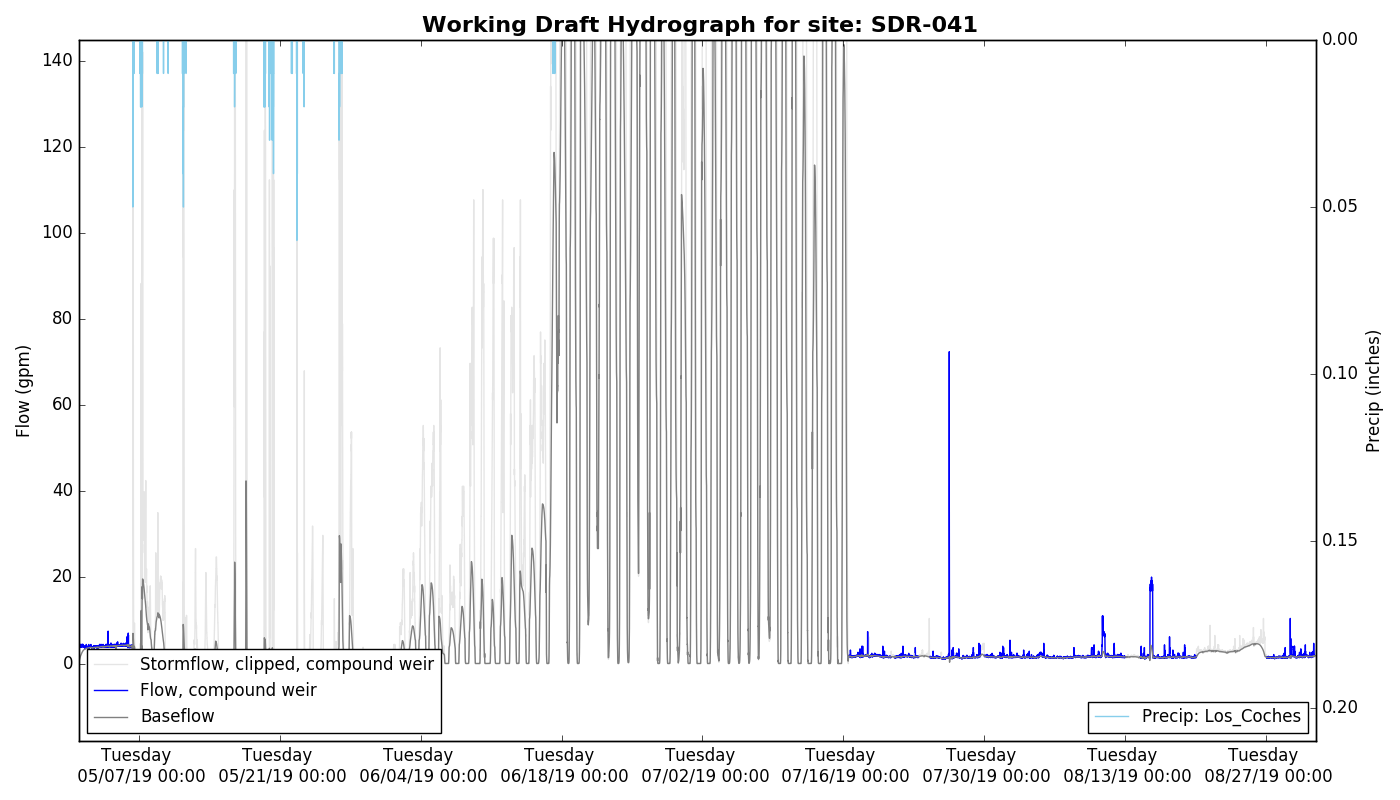 Working Draft Hydrograph for site: SDR-041
Flow (gpm)
140
120
100
80
60
40
20
0
0.00
0.05
0.10
0.15
0.20
Precip (inches)
Stormflow, clipped, compound weir
Flow, compound weir
Baseflow
Precip: Los_Coches
Tuesday
05/07/19 00:00
Tuesday
05/21/19 00:00
Tuesday
06/04/19 00:00
Tuesday
06/18/19 00:00
Tuesday
07/02/19 00:00
Tuesday
07/16/19 00:00
Tuesday
07/30/19 00:00
Tuesday
08/13/19 00:00
Tuesday
08/27/19 00:00